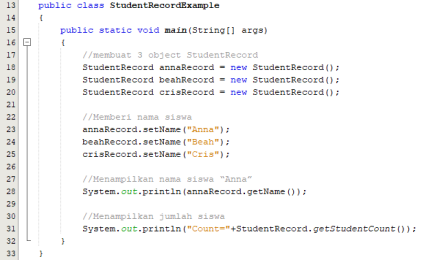 13 public class StudentRecordExample
14 {
15 public static void main(String[] args)
16 {
17 //membuat 3 object StudentRecord
18 StudentRecord annaRecord = new StudentRecord();
19 StudentRecord beahRecord = new StudentRecord();
20 StudentRecord crisRecord = new StudentRecord();
21
22 //Memberi nama siswa
23 annaRecord.setName("Anna");
24 beahRecord.setName("Beah");
25 crisRecord.setName("Cris");
26
27 //Menampilkan nama siswa "Anna"
28 System.out.println(annaRecord.getName());
29
30 //Menampilkan jumlah siswa
31 System.out.println("Count="+StudentRecord.getStudentCount());
32 }
33 }